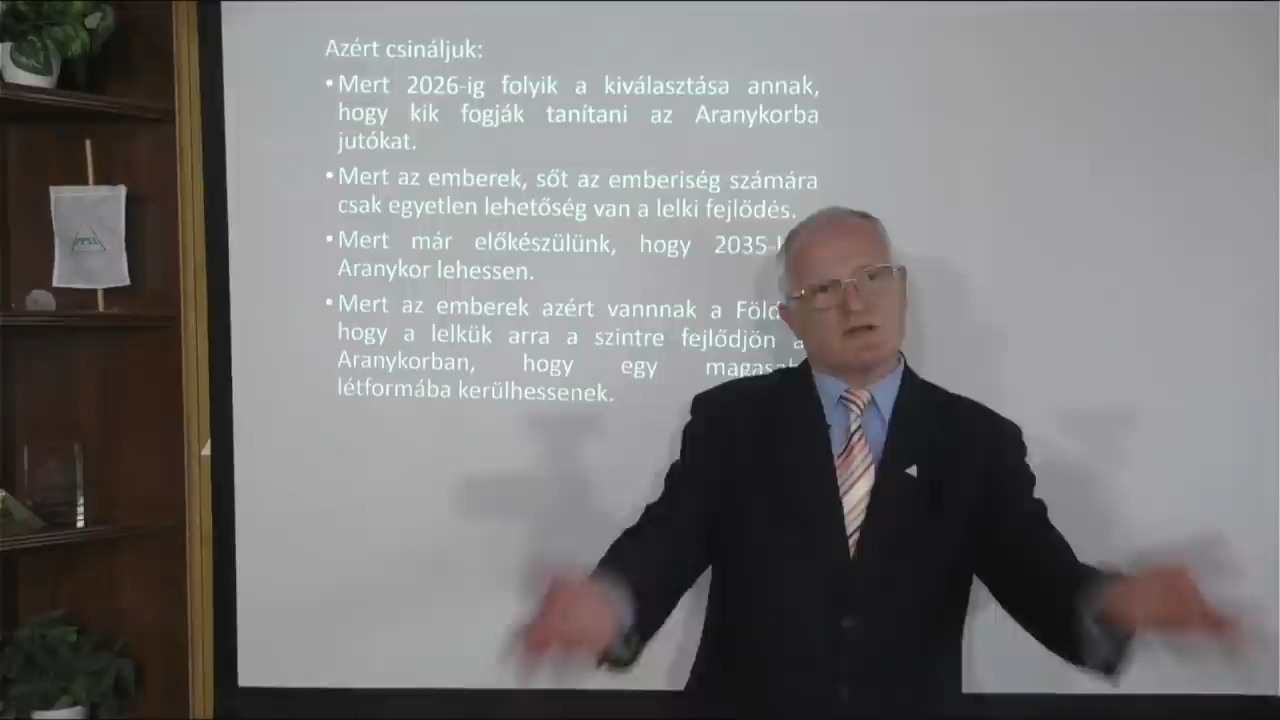 Azért csináljuk:
• Mert 2026-ig folyik a kiválasztása annak,
hogy kik fogják tanítani az Aranykorba
jutókat.
• Mert az emberek, sőt az emberiség számára
csak egyetlen lehetőség van a lelki fejlődés.
• Mert már előkészülünk, hogy 2035-
Aranykor lehessen.
• Mert az emberek azért vannnak a
hogy a lelkük arra a szintre fejlődjön
Aranykorban, hogy egy
létformába kerülhessenek.